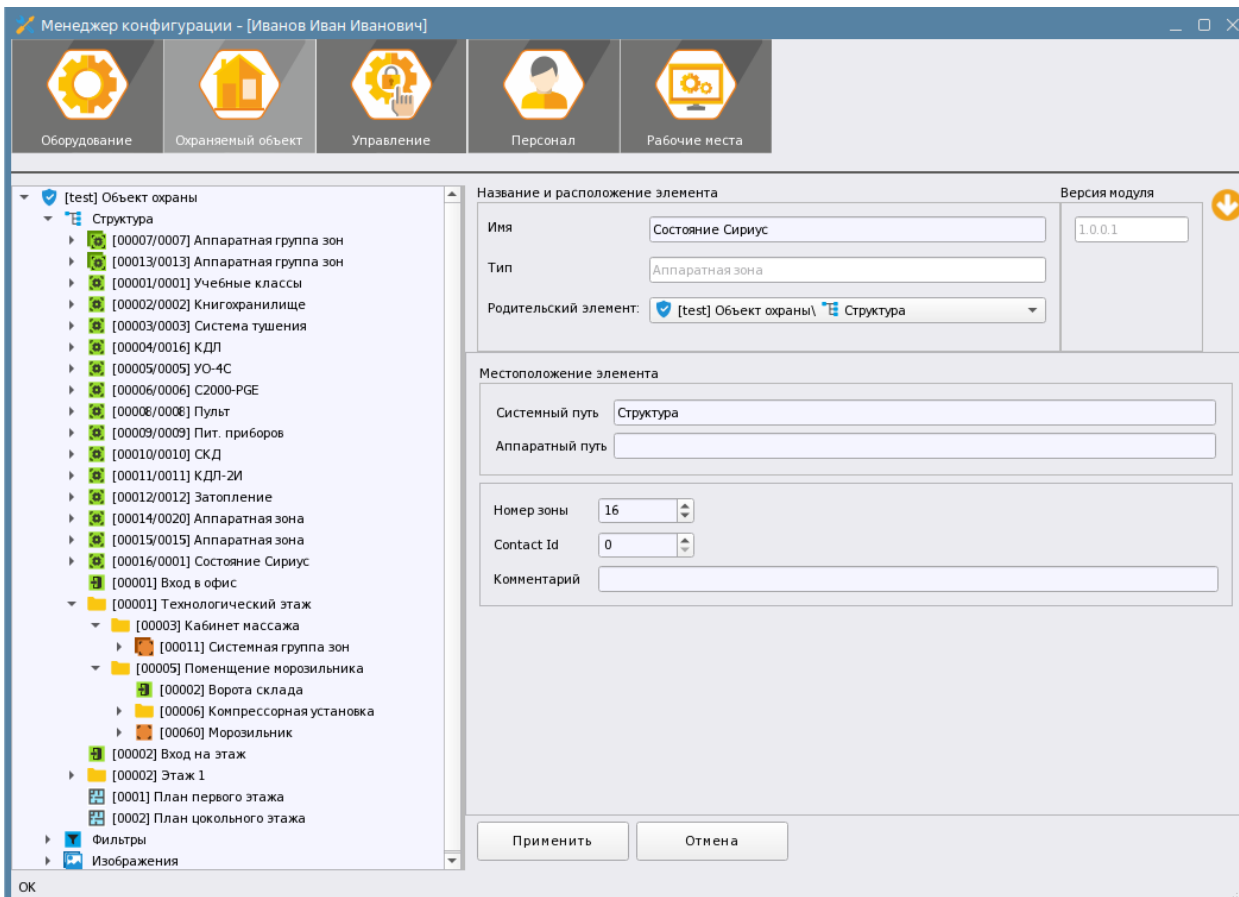 Менеджер конфигурации - [Иванов Иван Иванович]
Оборудование
Охраняемый объект
Управление
Персонал
Рабочие места
[test] Объект охраны
Структура
[00007/0007] Аппаратная группа зон
[00013/0013] Аппаратная группа зон
[00001/0001] Учебные классы
[00002/0002] Книгохранилище
[00003/0003] Система тушения
[00004/0016] КДЛ
[00005/0005] УО-4С
[00006/0006] С2000-PGE
[00008/0008] Пульт
[00009/0009] Пит. приборов
[00010/0010] СКД
[00011/0011] КДЛ-2И
[00012/0012] Затопление
[00014/0020] Аппаратная зона
[00015/0015] Аппаратная зона
[00016/0001] Состояние Сириус
[00001] Вход в офис
[00001] Технологический этаж
[00003] Кабинет массажа
[00011] Системная группа зон
[00005] Поменщение морозильника
[00002] Ворота склада
[00006] Компрессорная установка
[00060] Морозильник
[00002] Вход на этаж
[00002] Этаж 1
[0001] План первого этажа
[0002] План цокольного этажа
Фильтры
Изображения
Название и расположение элемента
Версия модуля
Имя
Состояние Сириус
1.0.0.1
Тип
Аппаратная зона
Родительский элемент:
[test] Объект охраны\ Структура
Местоположение элемента
Системный путь
Структура
Аппаратный путь
Номер зоны
16
Contact Id
0
Комментарий
Применить
Отмена
OK